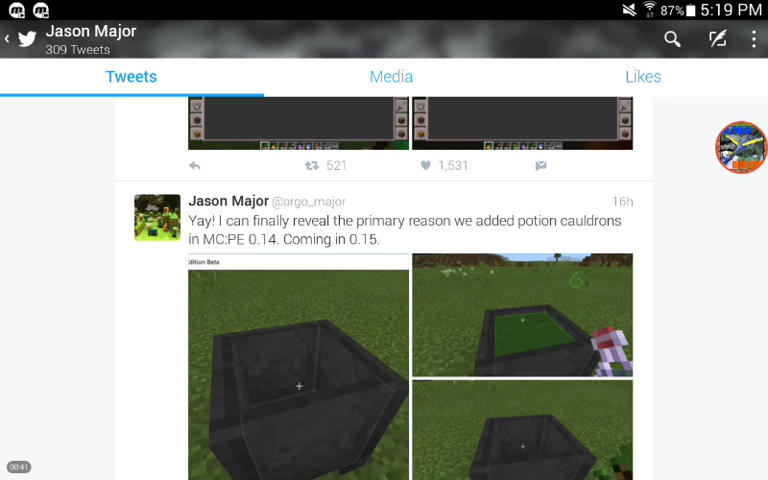 87% 5:19 PM
Jason Major
309 Tweets
Tweets Media Likes
521 1,531
Jason Major @argo_major 16h
Yay! I can finally reveal the primary reason we added potion cauldrons
in MC:PE 0.14. Coming in 0.15.
dition Beta
00:41